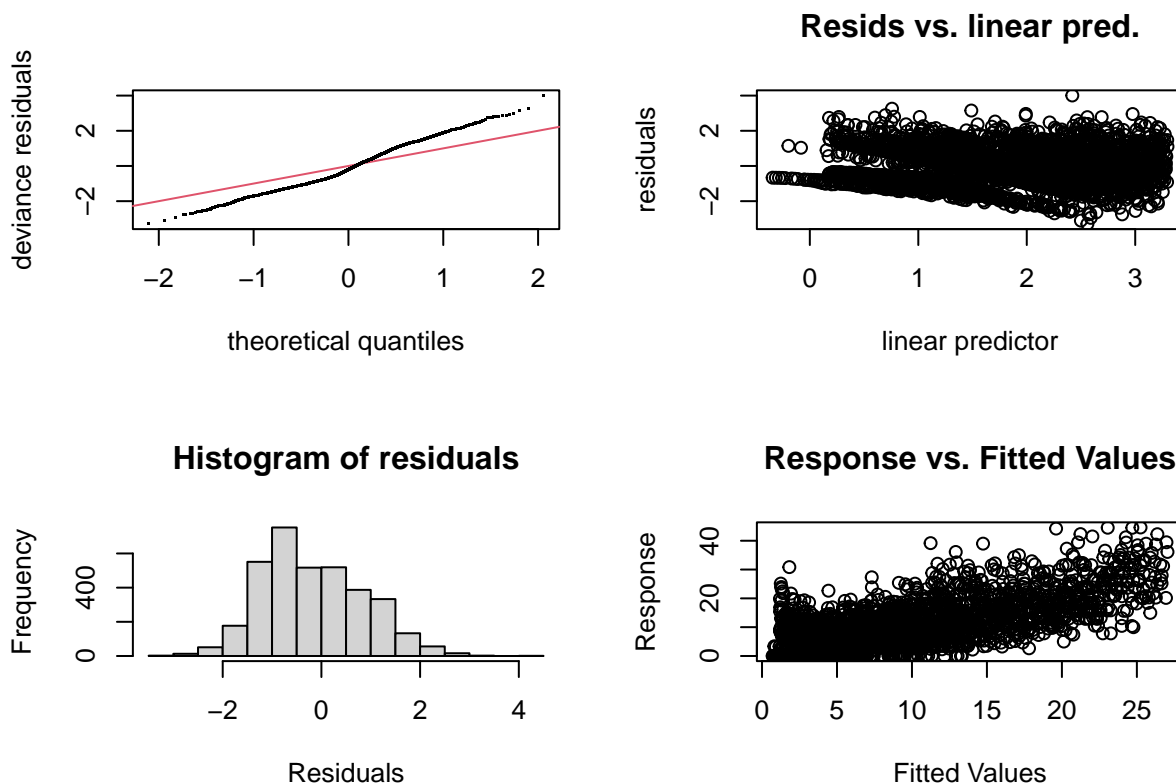 deviance residuals
2
−2
−2 −1 0 1 2
theoretical quantiles
Resids vs. linear pred.
residuals
2
−2
0 1 2 3
linear predictor
Histogram of residuals
Frequency
400
0
−2 0 2 4
Residuals
Response vs. Fitted Values
Response
40
20
0
0 5 10 15 20 25
Fitted Values